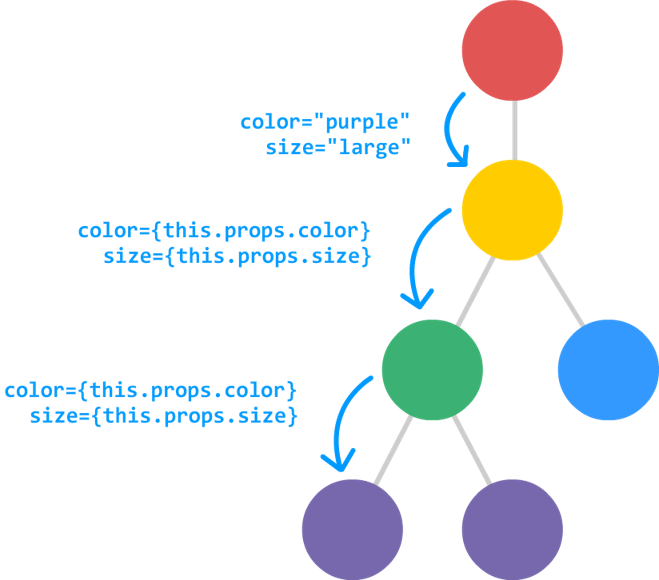 color="purple"
size="large"
color={this.props.color}
size={this.props.size}
color={this.props.color}
size={this.props.size}